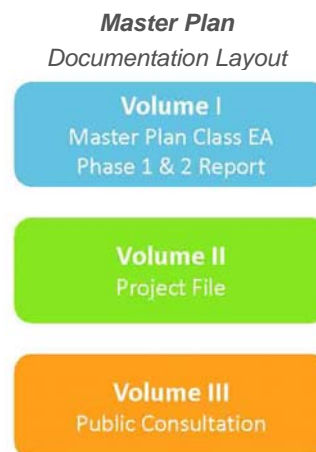 Master Plan
Documentation Layout
Volume I
Master Plan Class EA
Phase 1 & 2 Report
Volume II
Project File
Volume III
Public Consultation